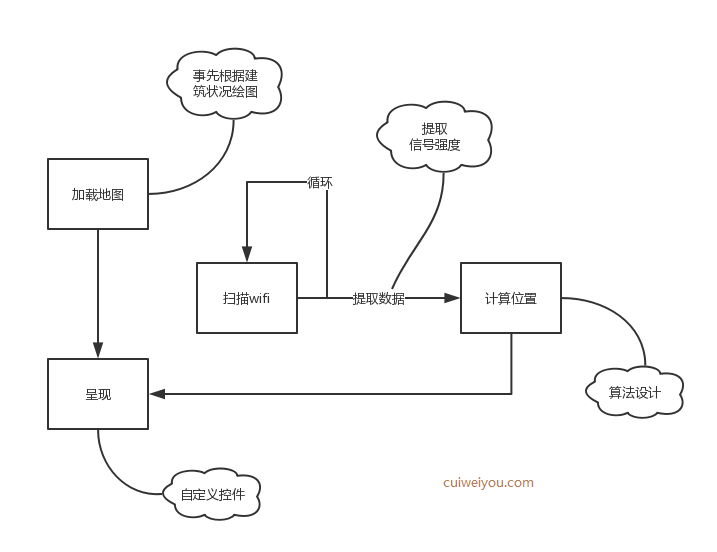 事先根据建
筑状况绘图
提取
信号强度
加载地图
循环
扫描wifi
提取数据
计算位置
呈现
算法设计
自定义控件
cuiweiyou.com